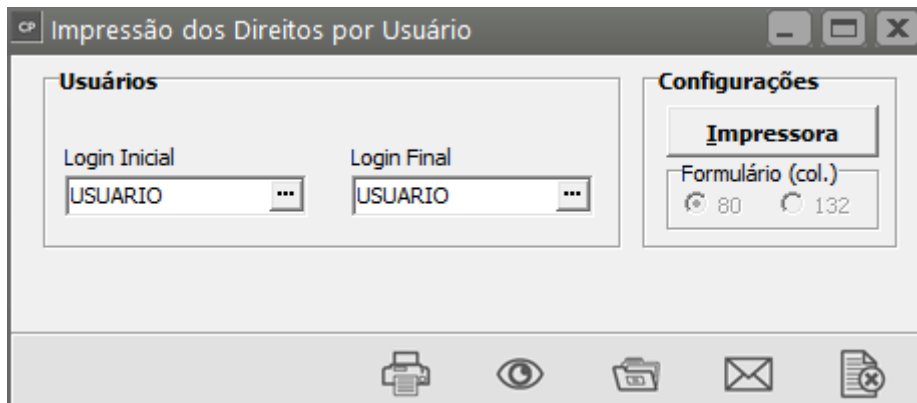 CP Impressão dos Direitos por Usuário
Usuários
Login Inicial
USUARIO ...
Login Final
USUARIO ...
Configurações
Impressora
Formulário (col.)
80 132